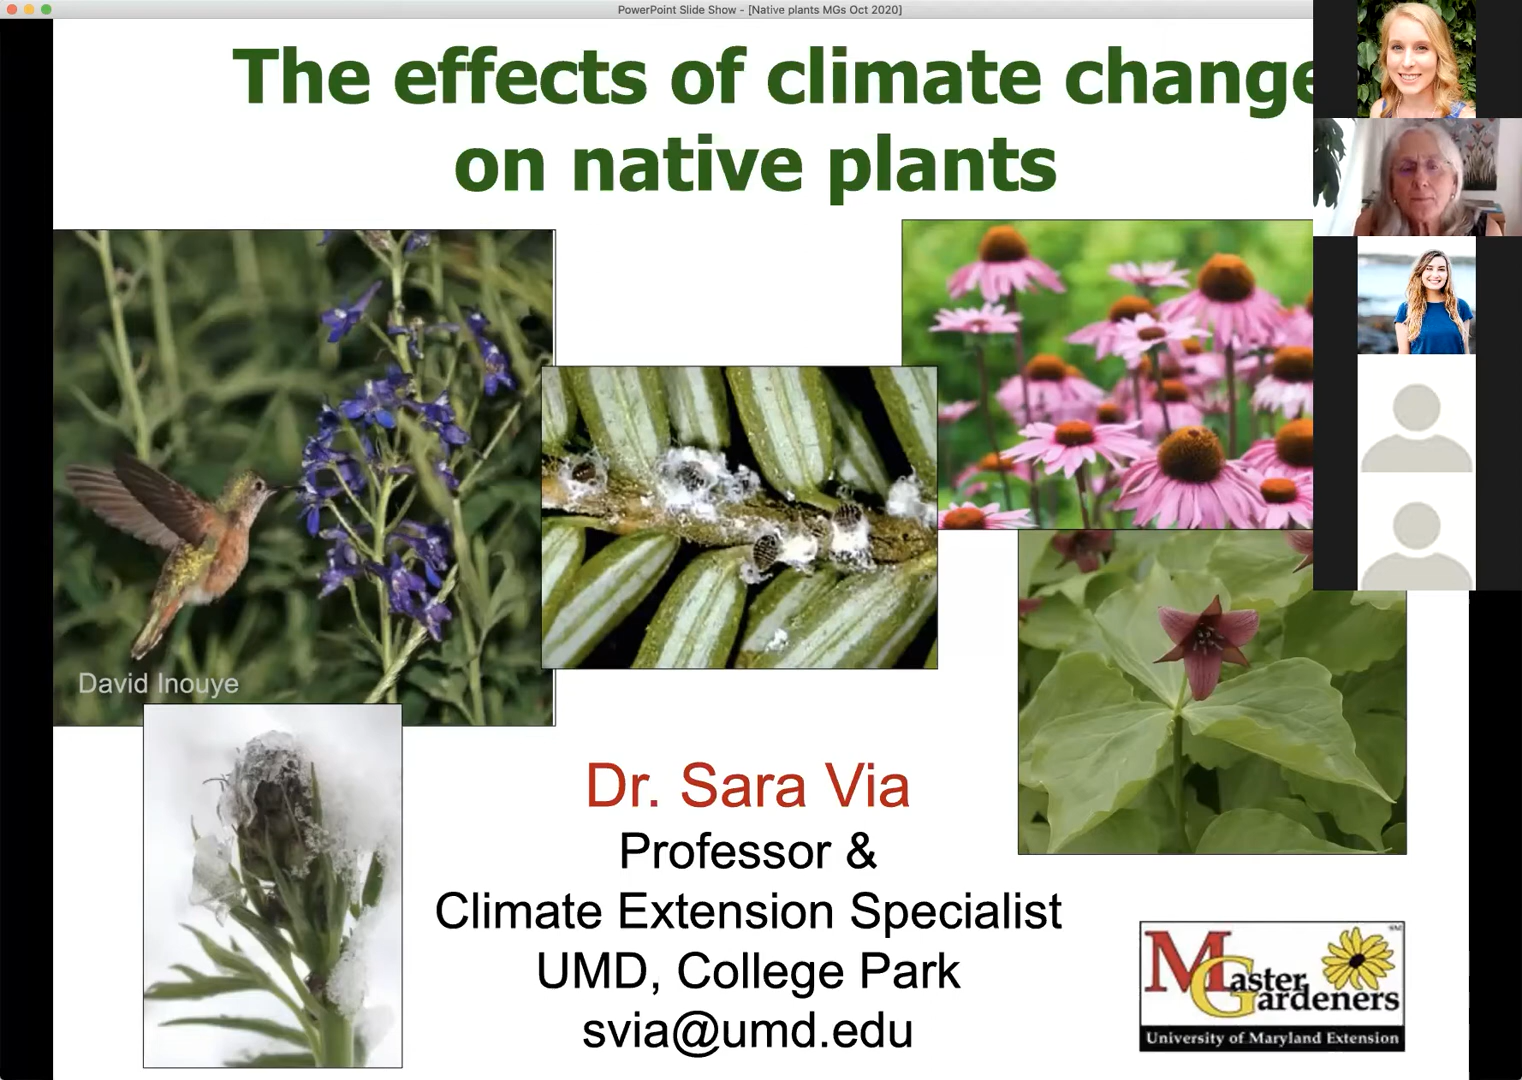 PowerPoint Slide Show - [Native plants MGs Oct 2020]
The effects of climate change
on native plants
David Inouye
Dr. Sara Via
Professor &
Climate Extension Specialist
UMD, College Park
svia@umd.edu
Master
Gardeners
SM
University of Maryland Extension